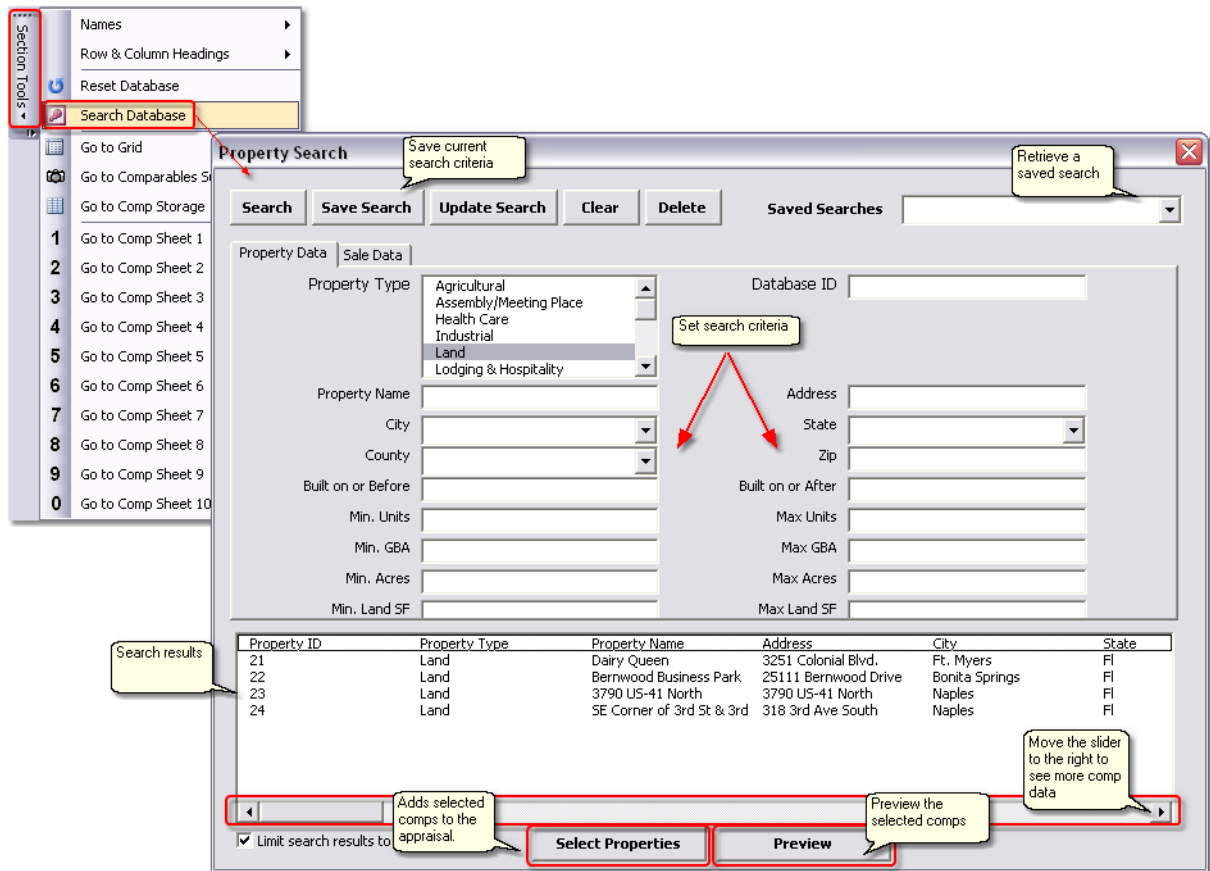 Section Tools
Names
Row & Column Headings
Reset Database
Search Database
Go to Grid
Go to Comparables
Go to Comp Storage
1 Go to Comp Sheet 1
2 Go to Comp Sheet 2
3 Go to Comp Sheet 3
4 Go to Comp Sheet 4
5 Go to Comp Sheet 5
6 Go to Comp Sheet 6
7 Go to Comp Sheet 7
8 Go to Comp Sheet 8
9 Go to Comp Sheet 9
0 Go to Comp Sheet 10
Property Search
Save current
search criteria
Retrieve a
saved search
Search Save Search Update Search Clear Delete Saved Searches
Property Data Sale Data
Property Type
Agricultural
Assembly/Meeting Place
Health Care
Industrial
Land
Lodging & Hospitality
Database ID
Set search criteria
Property Name Address
City State
County Zip
Built on or Before Built on or After
Min. Units Max Units
Min. GBA Max GBA
Min. Acres Max Acres
Min. Land SF Max Land SF
Search results
Property ID Property Type Property Name Address City State
21 Land Dairy Queen 3251 Colonial Blvd. Ft. Myers Fl
22 Land Bernwood Business Park 25111 Bernwood Drive Bonita Springs Fl
23 Land 3790 US-41 North 3790 US-41 North Naples Fl
24 Land SE Corner of 3rd St & 3rd 318 3rd Ave South Naples Fl
Move the slider
to the right to
see more comp
data
Adds selected
comps to the
appraisal.
Preview the
selected comps
Limit search results to
Select Properties Preview